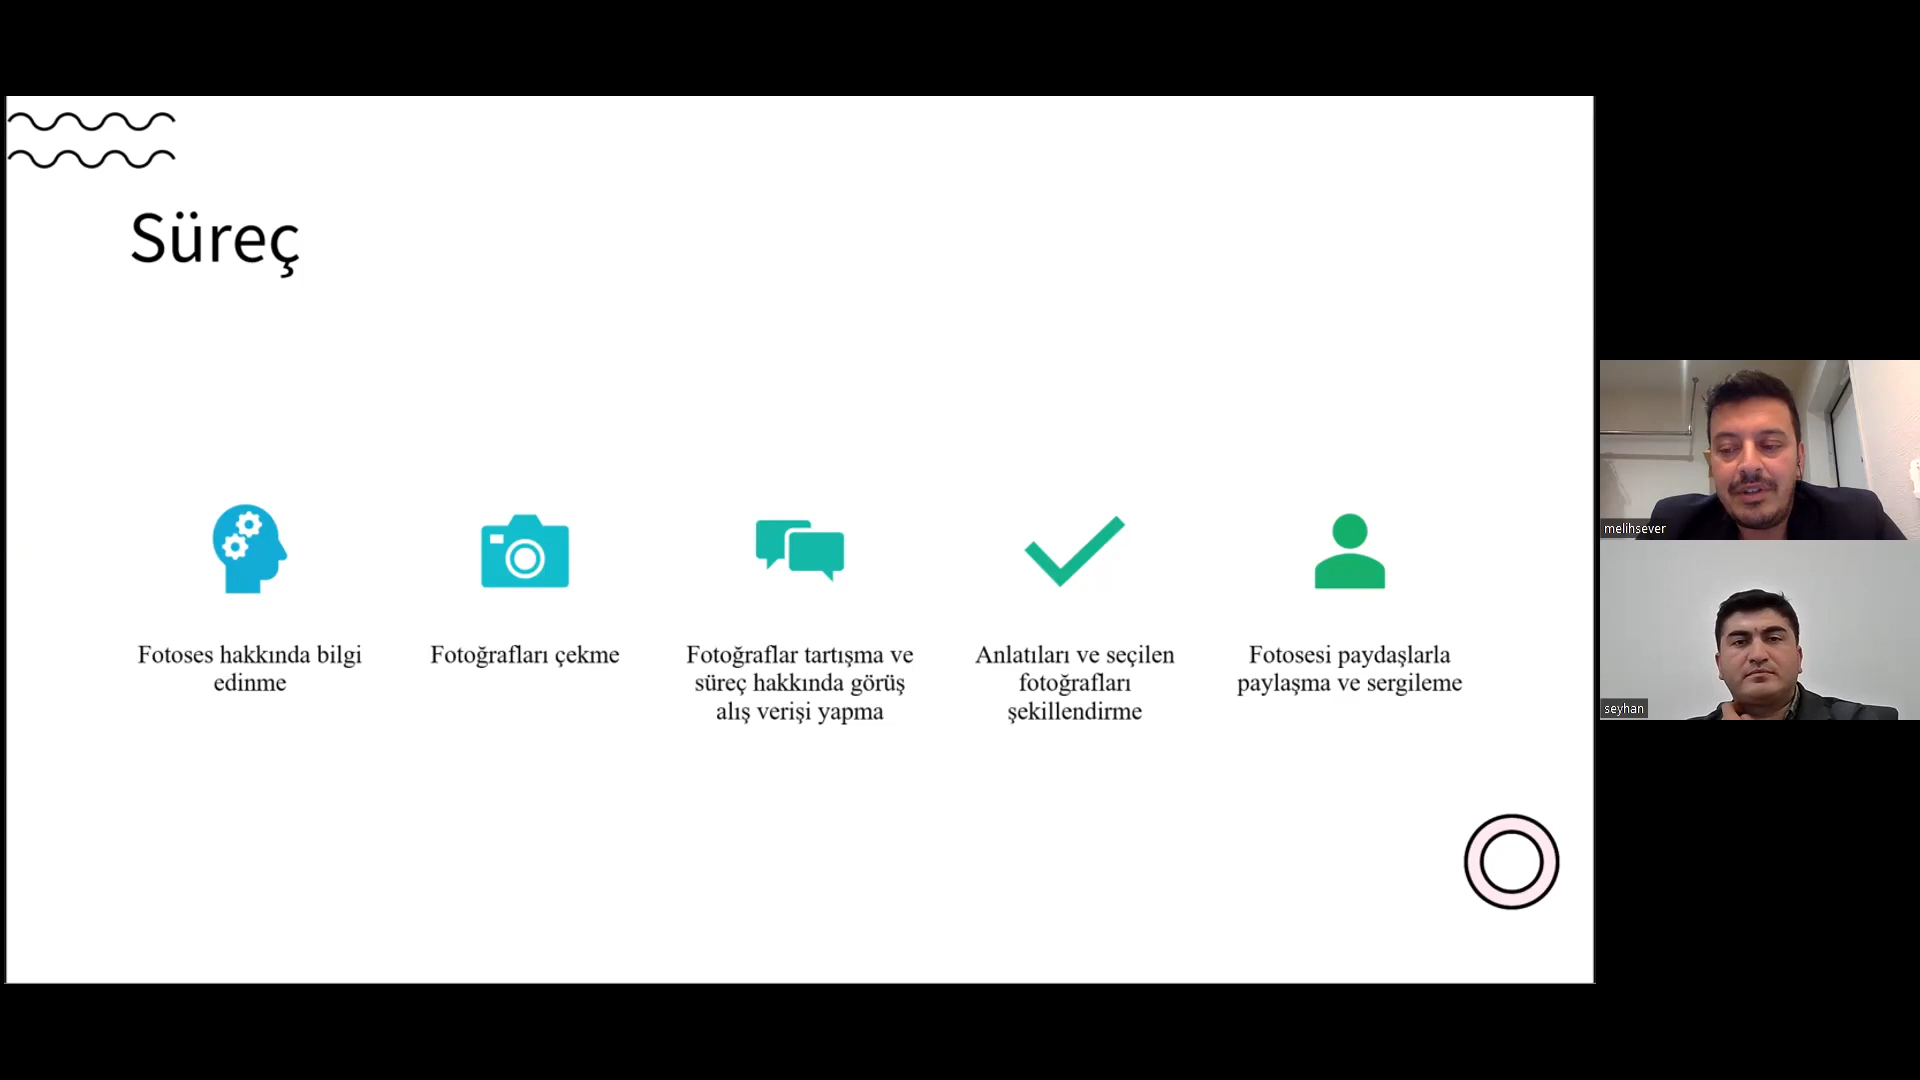 Süreç
Fotoses hakkında bilgi
edinme
Fotoğrafları çekme
Fotoğraflar tartışma ve
süreç hakkında görüş
alış verişi yapma
Anlatıları ve seçilen
fotoğrafları
şekillendirme
Fotosesi paydaşlarla
paylaşma ve sergileme
melihsever
seyhan